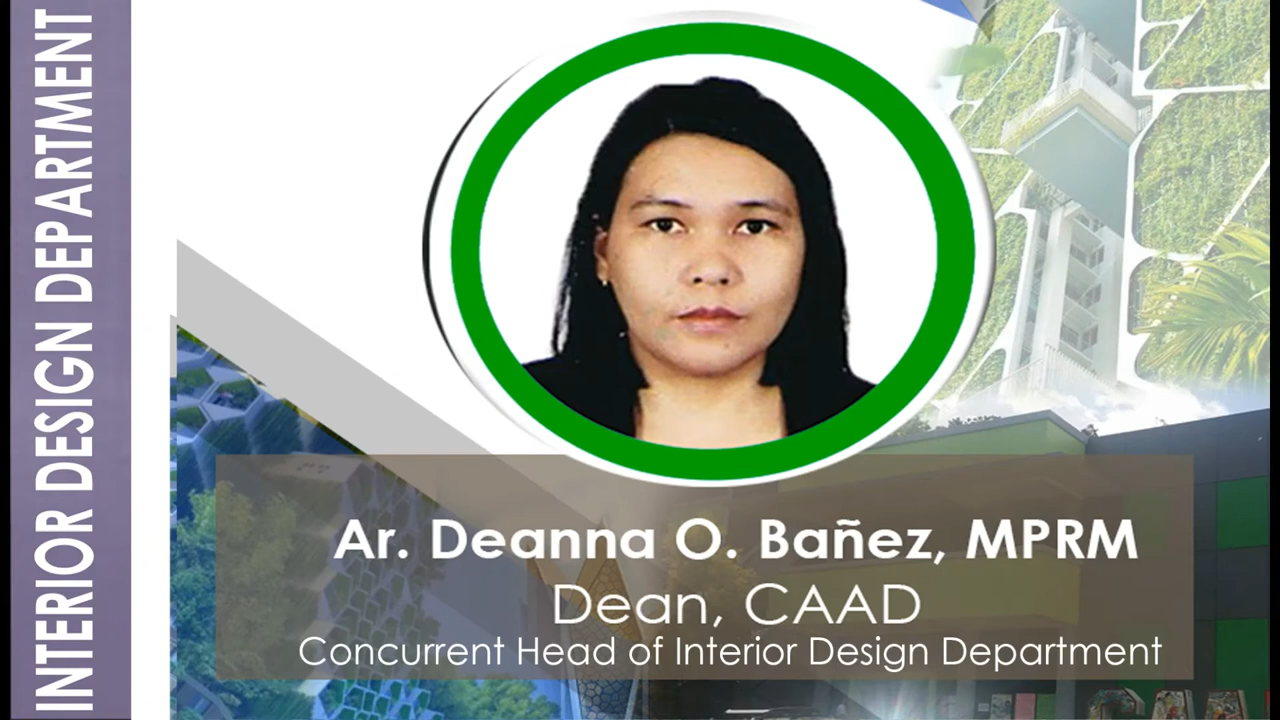 INTERIOR DESIGN DEPARTMENT
Ar. Deanna O. Bañez, MPRM
Dean, CAAD
Concurrent Head of Interior Design Department